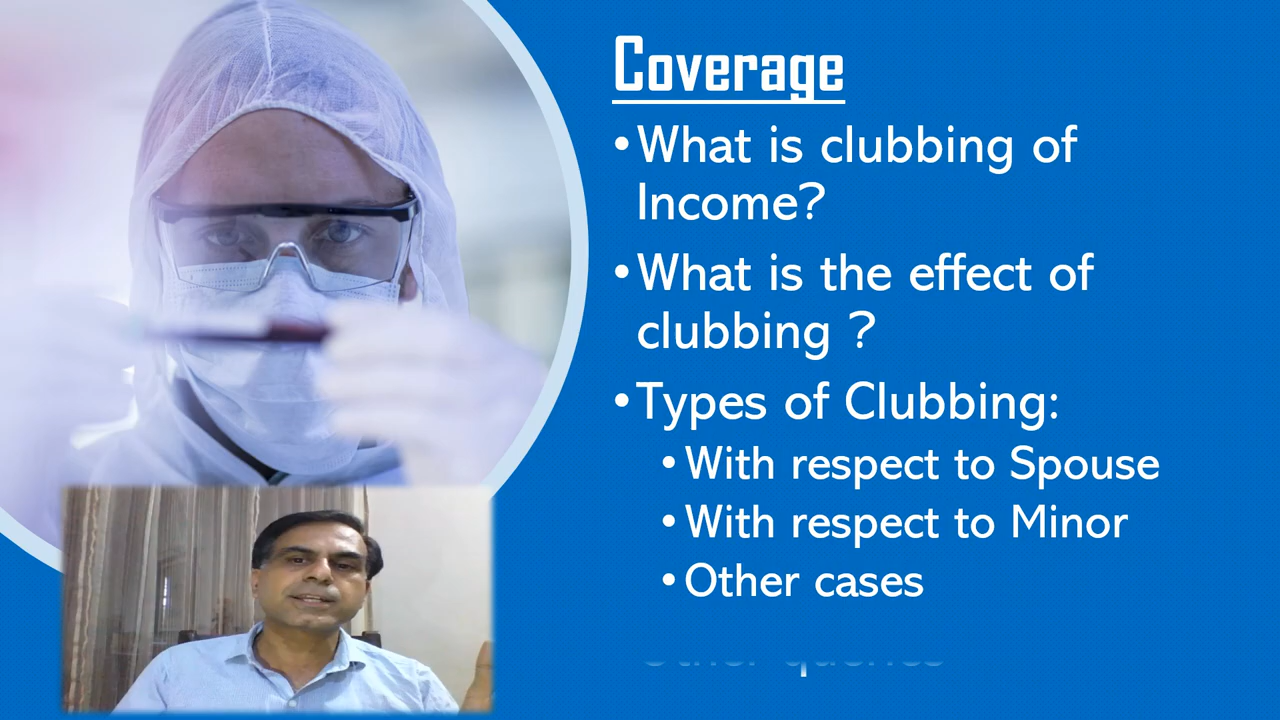 Coverage
•What is clubbing of
Income?
•What is the effect of
clubbing ?
•Types of Clubbing:
•With respect to Spouse
•With respect to Minor
•Other cases